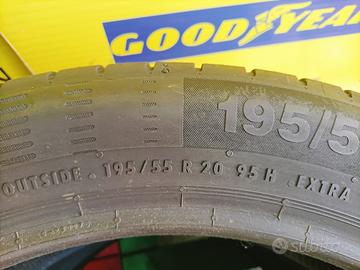 GOODYEAR
195/5
OUTSIDE . 195/55 R 20 95 H . EXTRA
subito